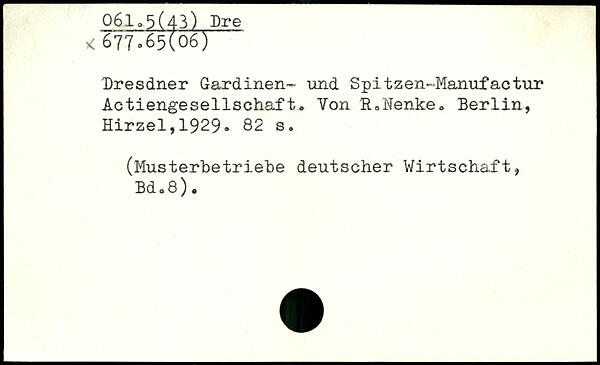 061.5(43) Dre
x 677.65(06)
Dresdner Gardinen- und Spitzen-Manufactur
Actiengesellschaft. Von R.Nenke. Berlin,
Hirzel,1929. 82 s.
(Musterbetriebe deutscher Wirtschaft,
Bd.8).